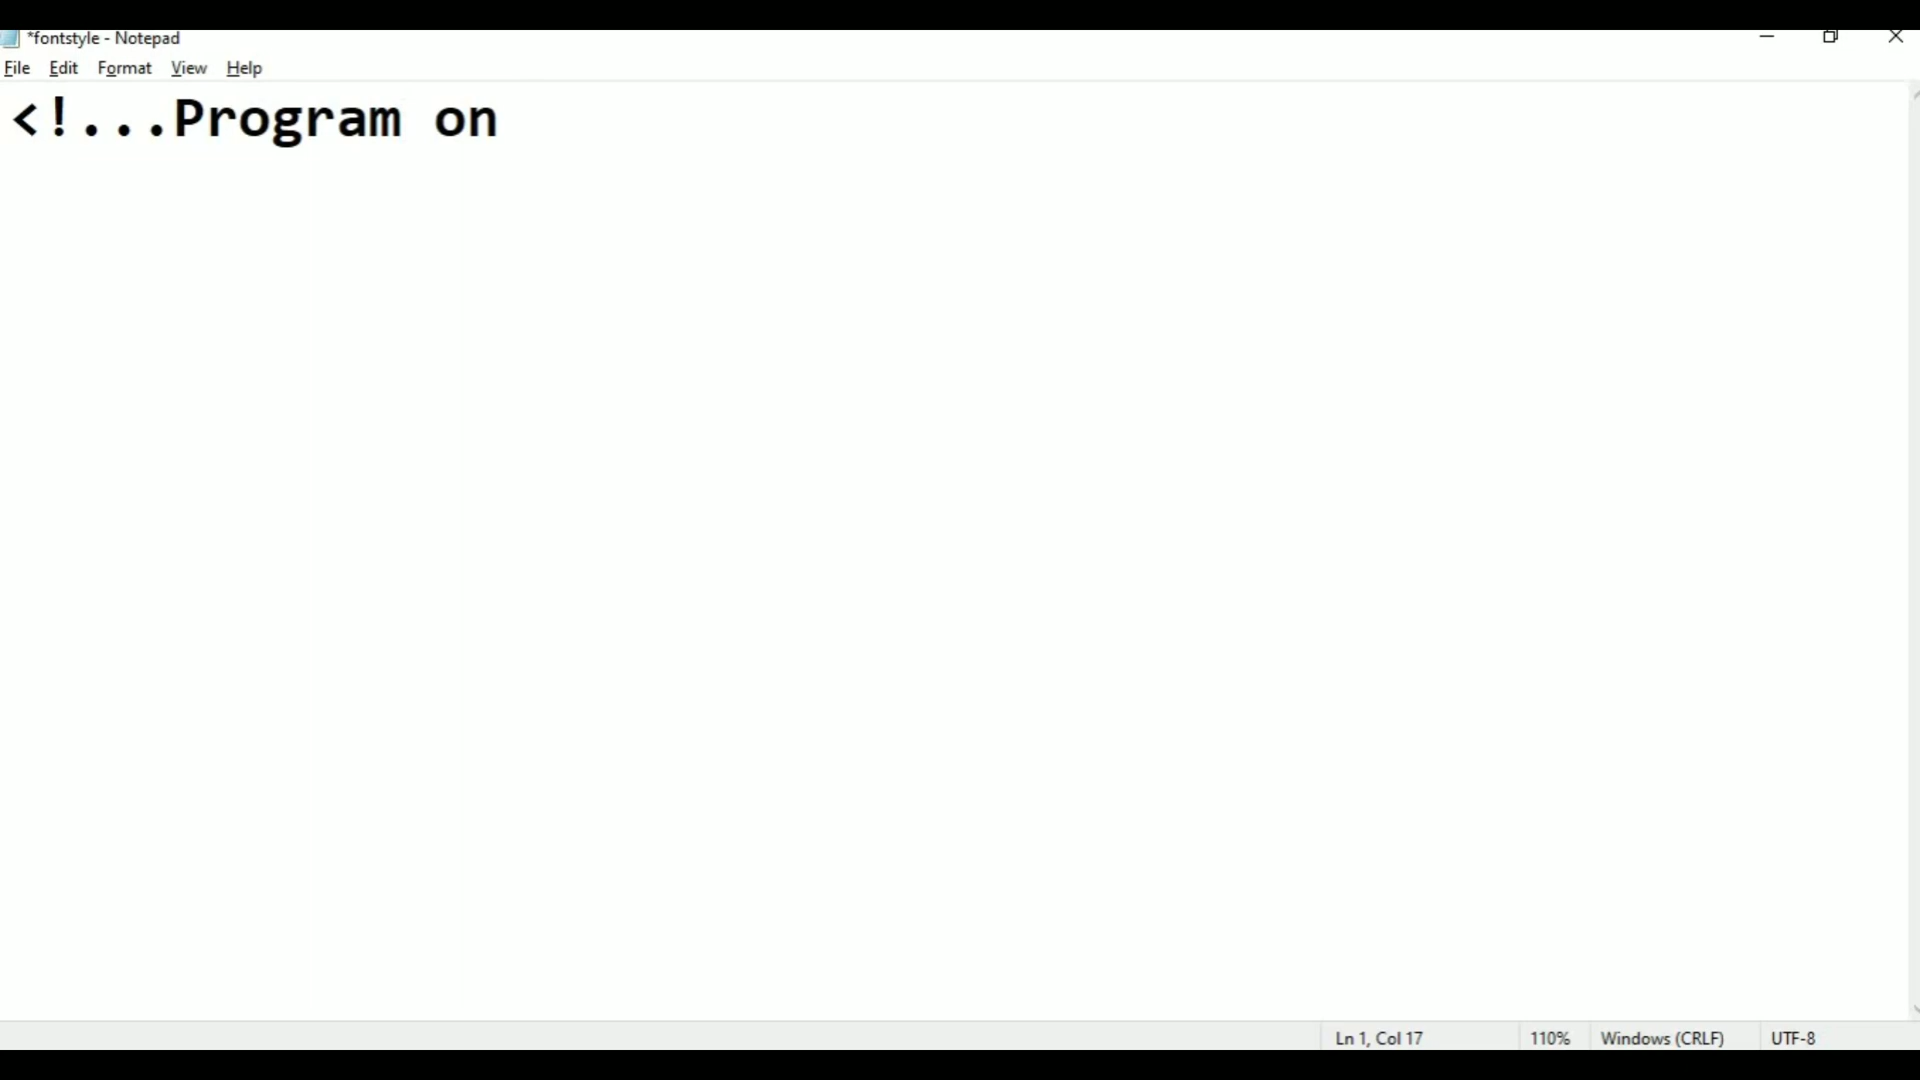 *fontstyle - Notepad
File Edit Format View Help
<!...Program on
Ln 1, Col 17 110% Windows (CRLF) UTF-8